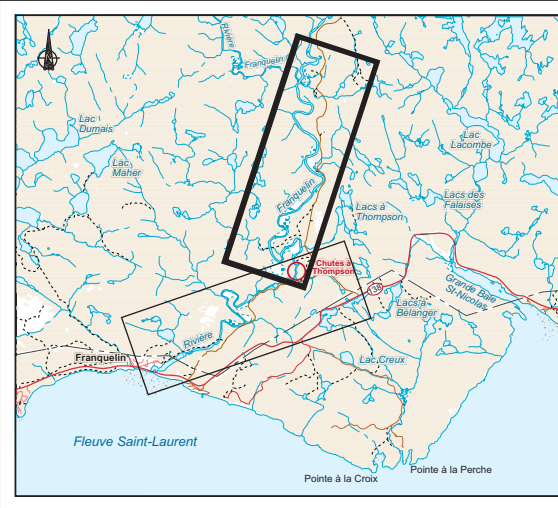 Rivière
Franquelin
Lac
Dumais
Lac
Maher
Lac
Lacombe
Franquelin
Lacs des
Falaises
Lacs à
Thompson
Chutes à
Thompson
138
Grande Baie
St-Nicolas
Lacs à
Bélanger
Rivière
Franquelin
Lac Creux
Fleuve Saint-Laurent
Pointe à la Perche
Pointe à la Croix